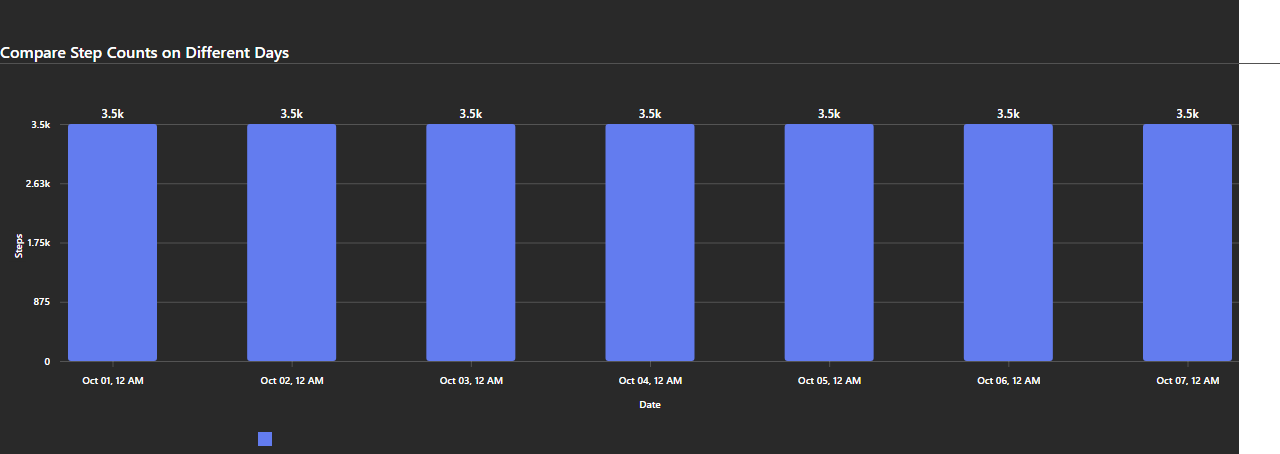 Compare Step Counts on Different Days
3.5k 3.5k 3.5k 3.5k 3.5k 3.5k 3.5k
3.5k
2.63k
1.75k
875
0
Steps
Oct 01, 12 AM Oct 02, 12 AM Oct 03, 12 AM Oct 04, 12 AM Oct 05, 12 AM Oct 06, 12 AM Oct 07, 12 AM
Date